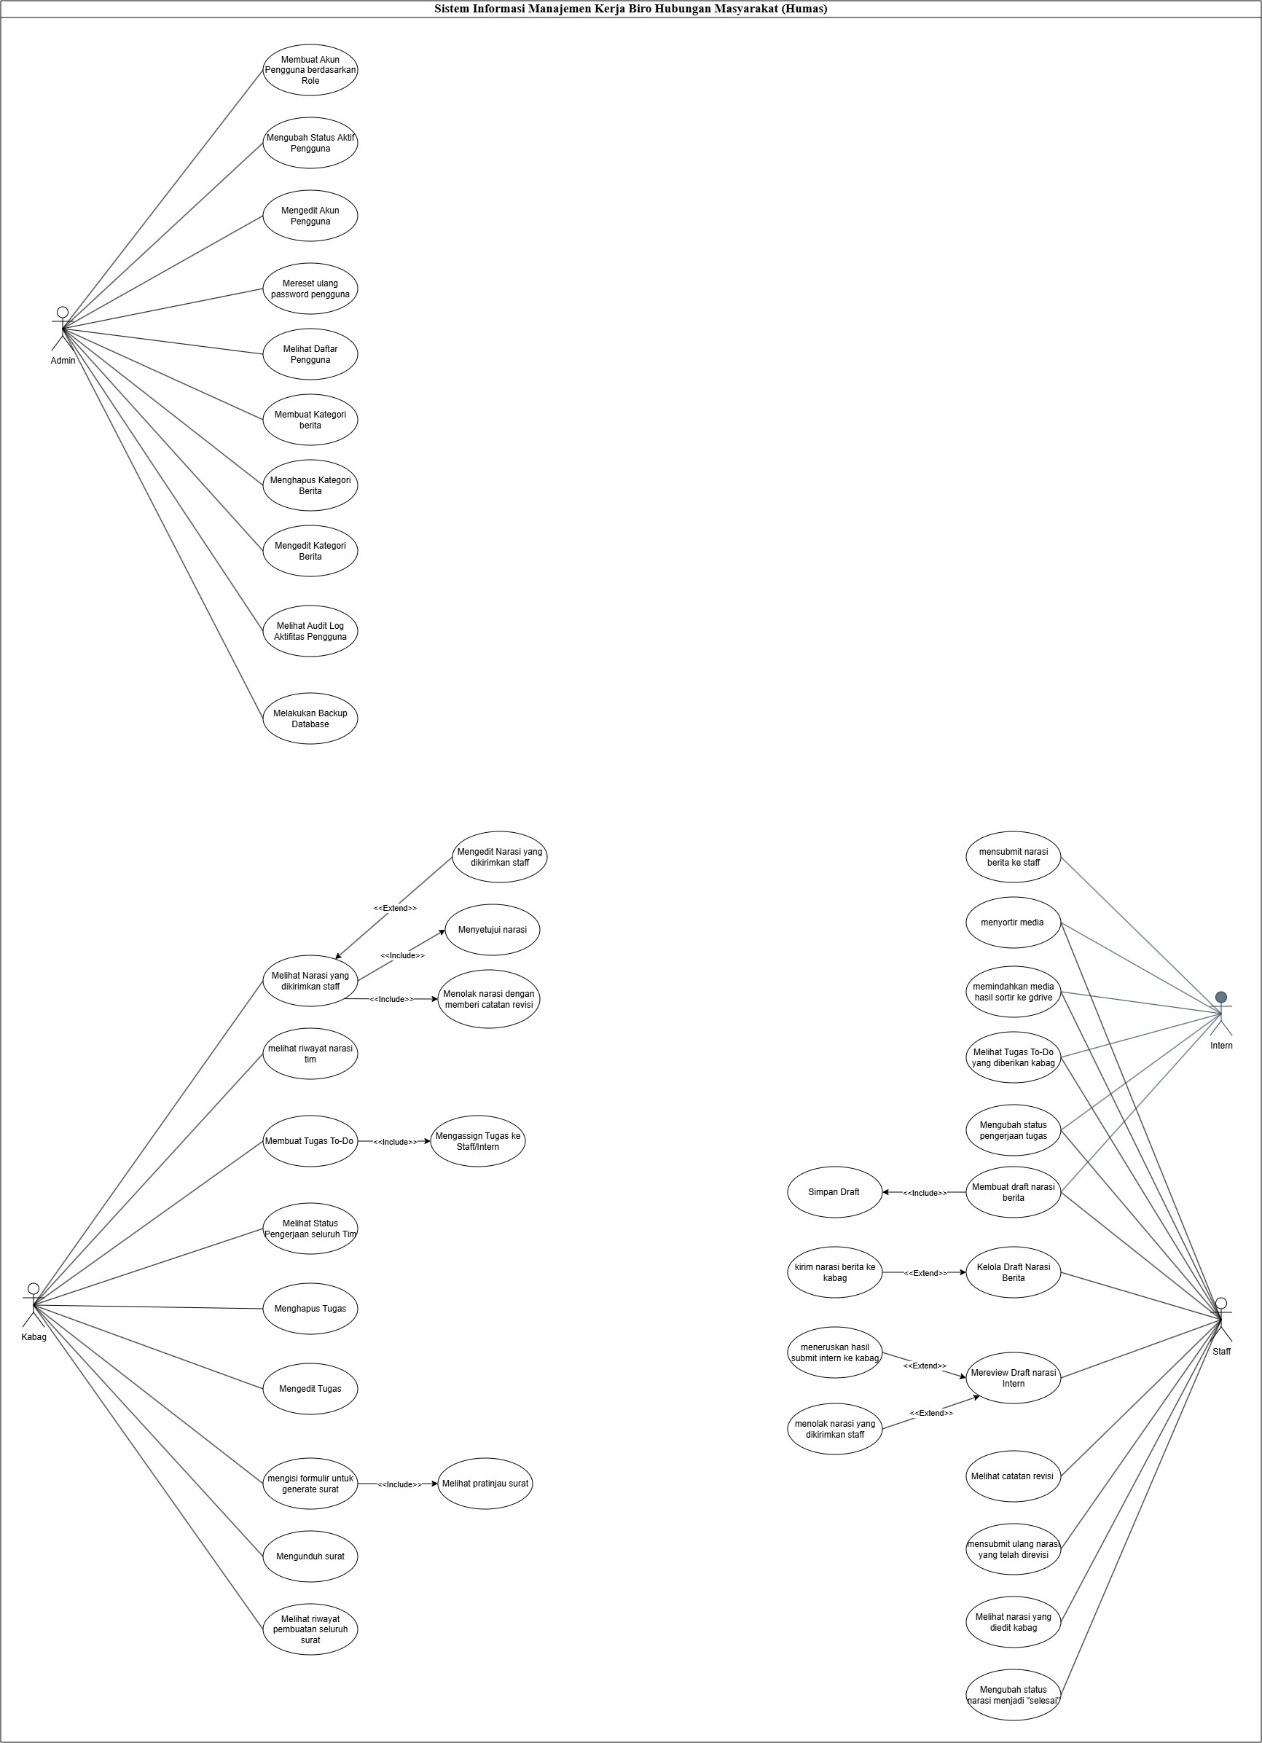 Sistem Informasi Manajemen Kerja Biro Hubungan Masyarakat (Humas)
Membuat Akun
Pengguna berdasarkan
Role
Mengubah Status Aktif
Pengguna
Mengedit Akun
Pengguna
Mereset ulang
password pengguna
Melihat Daftar
Pengguna
Admin
Membuat Kategori
berita
Menghapus Kategori
Berita
Mengedit Kategori
Berita
Melihat Audit Log
Aktifitas Pengguna
Melakukan Backup
Database
Mengedit Narasi yang
dikirimkan staff
<<Extend>>
Menyetujui narasi
<<Include>>
Melihat Narasi yang
dikirimkan staff
<<Include>>
Menolak narasi dengan
memberi catatan revisi
melihat riwayat narasi
tim
Membuat Tugas To-Do
<<Include>>
Mengassign Tugas ke
Staff/Intern
Melihat Status
Pengerjaan seluruh Tim
Menghapus Tugas
Kabag
Mengedit Tugas
mengisi formulir untuk
generate surat
<<Include>>
Melihat pratinjau surat
Mengunduh surat
Melihat riwayat
pembuatan seluruh
surat
mensubmit narasi
berita ke staff
menyortir media
memindahkan media
hasil sortir ke gdrive
Intern
Melihat Tugas To-Do
yang diberikan kabag
Mengubah status
pengerjaan tugas
Simpan Draft
<<Include>>
Membuat draft narasi
berita
kirim narasi berita ke
kabag
<<Extend>>
Kelola Draft Narasi
Berita
Staff
meneruskan hasil
submit intern ke kabag
<<Extend>>
Mereview Draft narasi
Intern
menolak narasi yang
dikirimkan staff
<<Extend>>
Melihat catatan revisi
mensubmit ulang narasi
yang telah direvisi
Melihat narasi yang
diedit kabag
Mengubah status
narasi menjadi "selesai"